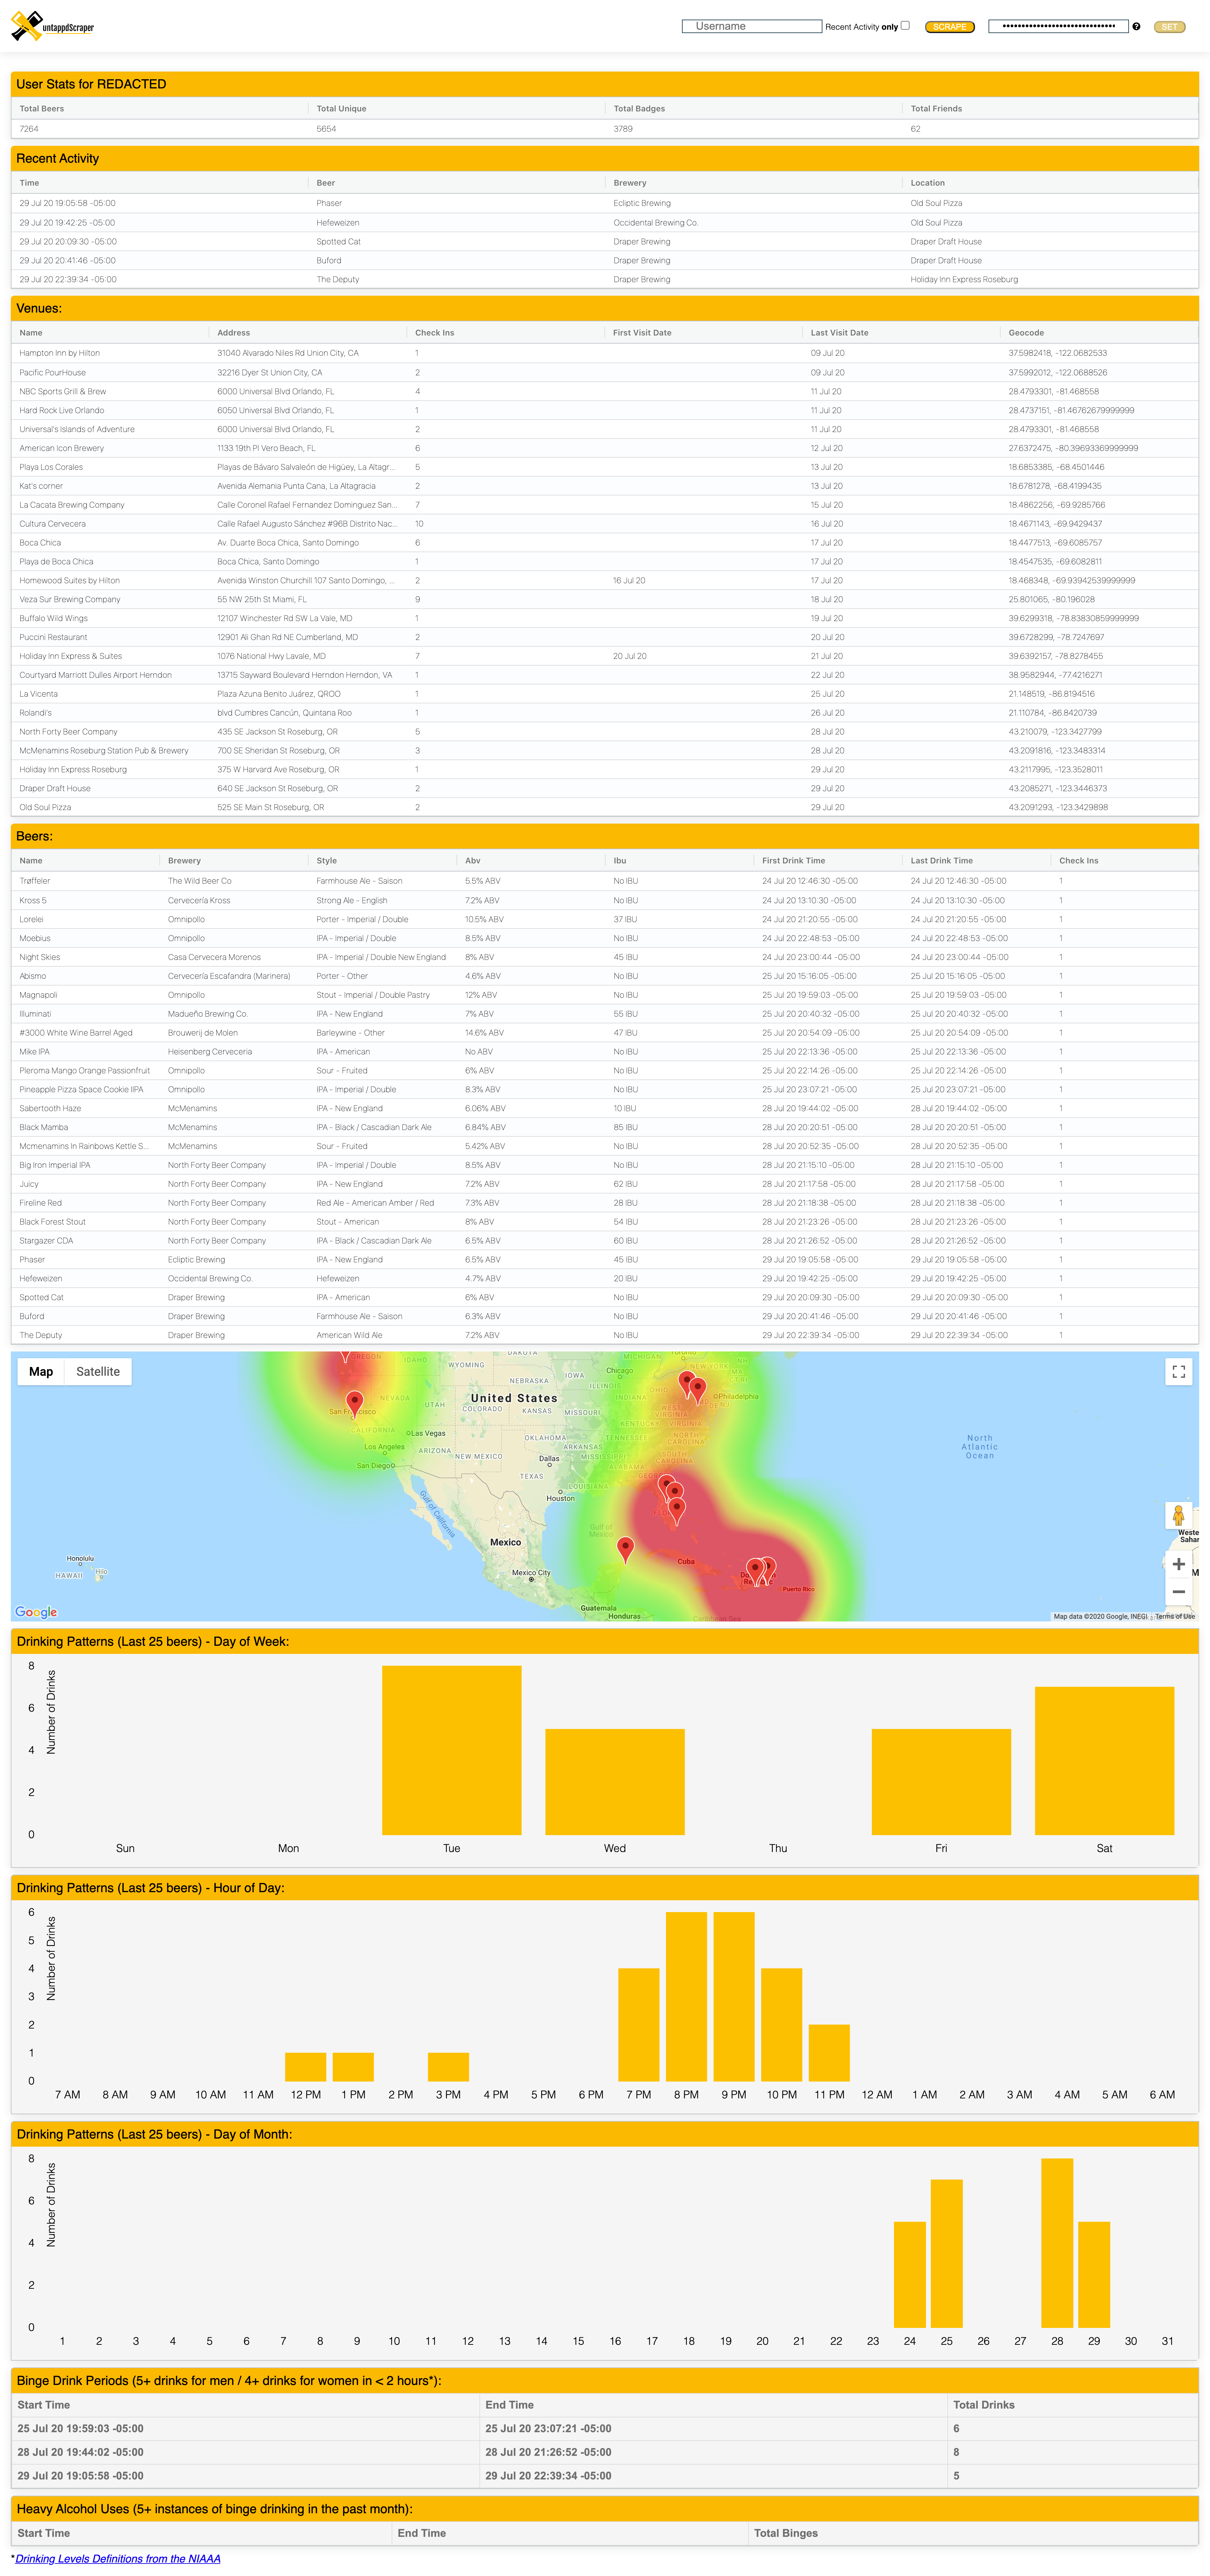 untappdScraper
Username Recent Activity only SCRAPE SET
User Stats for REDACTED
Total Beers Total Unique Total Badges Total Friends
7264 5654 3789 62
Recent Activity
Time Beer Brewery Location
29 Jul 20 19:05:58 -05:00 Phaser Ecliptic Brewing Old Soul Pizza
29 Jul 20 19:42:25 -05:00 Hefeweizen Occidental Brewing Co. Old Soul Pizza
29 Jul 20 20:09:30 -05:00 Spotted Cat Draper Brewing Draper Draft House
29 Jul 20 20:41:46 -05:00 Buford Draper Brewing Draper Draft House
29 Jul 20 22:39:34 -05:00 The Deputy Draper Brewing Holiday Inn Express Roseburg
Venues:
Name Address Check Ins First Visit Date Last Visit Date Geocode
Hampton Inn by Hilton 31040 Alvarado Niles Rd Union City, CA 1 09 Jul 20 37.5982418, -122.0682533
Pacific PourHouse 32216 Dyer St Union City, CA 2 09 Jul 20 37.5992012, -122.0688526
NBC Sports Grill & Brew 6000 Universal Blvd Orlando, FL 4 11 Jul 20 28.4793301, -81.468558
Hard Rock Live Orlando 6050 Universal Blvd Orlando, FL 1 11 Jul 20 28.4737151, -81.46762679999999
Universal's Islands of Adventure 6000 Universal Blvd Orlando, FL 2 11 Jul 20 28.4793301, -81.468558
American Icon Brewery 1133 19th Pl Vero Beach, FL 6 12 Jul 20 27.6372475, -80.39693369999999
Playa Los Corales Playas de Bávaro Salvaleón de Higüey, La Altagr... 5 13 Jul 20 18.6853385, -68.4501446
Kat's corner Avenida Alemania Punta Cana, La Altagracia 2 13 Jul 20 18.6781278, -68.4199435
La Cacata Brewing Company Calle Coronel Rafael Fernandez Dominguez San... 7 15 Jul 20 18.4862256, -69.9285766
Cultura Cervecera Calle Rafael Augusto Sánchez #96B Distrito Nac... 10 16 Jul 20 18.4671143, -69.9429437
Boca Chica Av. Duarte Boca Chica, Santo Domingo 6 17 Jul 20 18.4477513, -69.6085757
Playa de Boca Chica Boca Chica, Santo Domingo 1 17 Jul 20 18.4547535, -69.6082811
Homewood Suites by Hilton Avenida Winston Churchill 107 Santo Domingo, ... 2 16 Jul 20 17 Jul 20 18.468348, -69.93942539999999
Veza Sur Brewing Company 55 NW 25th St Miami, FL 9 18 Jul 20 25.801065, -80.196028
Buffalo Wild Wings 12107 Winchester Rd SW La Vale, MD 1 19 Jul 20 39.6299318, -78.83830859999999
Puccini Restaurant 12901 Ali Ghan Rd NE Cumberland, MD 2 20 Jul 20 39.6728299, -78.7247697
Holiday Inn Express & Suites 1076 National Hwy Lavale, MD 7 20 Jul 20 21 Jul 20 39.6392157, -78.8278455
Courtyard Marriott Dulles Airport Herndon 13715 Sayward Boulevard Herndon Herndon, VA 1 22 Jul 20 38.9582944, -77.4216271
La Vicenta Plaza Azuna Benito Juárez, QROO 1 25 Jul 20 21.148519, -86.8194516
Rolandi's blvd Cumbres Cancún, Quintana Roo 1 26 Jul 20 21.110784, -86.8420739
North Forty Beer Company 435 SE Jackson St Roseburg, OR 5 28 Jul 20 43.210079, -123.3427799
McMenamins Roseburg Station Pub & Brewery 700 SE Sheridan St Roseburg, OR 3 28 Jul 20 43.2091816, -123.3483314
Holiday Inn Express Roseburg 375 W Harvard Ave Roseburg, OR 1 29 Jul 20 43.2117995, -123.3528011
Draper Draft House 640 SE Jackson St Roseburg, OR 2 29 Jul 20 43.2085271, -123.3446373
Old Soul Pizza 525 SE Main St Roseburg, OR 2 29 Jul 20 43.2091293, -123.3429898
Beers:
Name Brewery Style Abv Ibu First Drink Time Last Drink Time Check Ins
Trøffeler The Wild Beer Co Farmhouse Ale - Saison 5.5% ABV No IBU 24 Jul 20 12:46:30 -05:00 24 Jul 20 12:46:30 -05:00 1
Kross 5 Cervecería Kross Strong Ale - English 7.2% ABV No IBU 24 Jul 20 13:10:30 -05:00 24 Jul 20 13:10:30 -05:00 1
Lorelei Omnipollo Porter - Imperial / Double 10.5% ABV 37 IBU 24 Jul 20 21:20:55 -05:00 24 Jul 20 21:20:55 -05:00 1
Moebius Omnipollo IPA - Imperial / Double 8.5% ABV No IBU 24 Jul 20 22:48:53 -05:00 24 Jul 20 22:48:53 -05:00 1
Night Skies Casa Cervecera Morenos IPA - Imperial / Double New England 8% ABV 45 IBU 24 Jul 20 23:00:44 -05:00 24 Jul 20 23:00:44 -05:00 1
Abismo Cervecería Escafandra (Marinera) Porter - Other 4.6% ABV No IBU 25 Jul 20 15:16:05 -05:00 25 Jul 20 15:16:05 -05:00 1
Magnapoli Omnipollo Stout - Imperial / Double Pastry 12% ABV No IBU 25 Jul 20 19:59:03 -05:00 25 Jul 20 19:59:03 -05:00 1
Illuminati Madueño Brewing Co. IPA - New England 7% ABV 55 IBU 25 Jul 20 20:40:32 -05:00 25 Jul 20 20:40:32 -05:00 1
#3000 White Wine Barrel Aged Brouwerij de Molen Barleywine - Other 14.6% ABV 47 IBU 25 Jul 20 20:54:09 -05:00 25 Jul 20 20:54:09 -05:00 1
Mike IPA Heisenberg Cerveceria IPA - American No ABV No IBU 25 Jul 20 22:13:36 -05:00 25 Jul 20 22:13:36 -05:00 1
Pleroma Mango Orange Passionfruit Omnipollo Sour - Fruited 6% ABV No IBU 25 Jul 20 22:14:26 -05:00 25 Jul 20 22:14:26 -05:00 1
Pineapple Pizza Space Cookie IIPA Omnipollo IPA - Imperial / Double 8.3% ABV No IBU 25 Jul 20 23:07:21 -05:00 25 Jul 20 23:07:21 -05:00 1
Sabertooth Haze McMenamins IPA - New England 6.06% ABV 10 IBU 28 Jul 20 19:44:02 -05:00 28 Jul 20 19:44:02 -05:00 1
Black Mamba McMenamins IPA - Black / Cascadian Dark Ale 6.84% ABV 85 IBU 28 Jul 20 20:20:51 -05:00 28 Jul 20 20:20:51 -05:00 1
Mcmenamins In Rainbows Kettle S... McMenamins Sour - Fruited 5.42% ABV No IBU 28 Jul 20 20:52:35 -05:00 28 Jul 20 20:52:35 -05:00 1
Big Iron Imperial IPA North Forty Beer Company IPA - Imperial / Double 8.5% ABV No IBU 28 Jul 20 21:15:10 -05:00 28 Jul 20 21:15:10 -05:00 1
Juicy North Forty Beer Company IPA - New England 7.2% ABV 62 IBU 28 Jul 20 21:17:58 -05:00 28 Jul 20 21:17:58 -05:00 1
Fireline Red North Forty Beer Company Red Ale - American Amber / Red 7.3% ABV 28 IBU 28 Jul 20 21:18:38 -05:00 28 Jul 20 21:18:38 -05:00 1
Black Forest Stout North Forty Beer Company Stout - American 8% ABV 54 IBU 28 Jul 20 21:23:26 -05:00 28 Jul 20 21:23:26 -05:00 1
Stargazer CDA North Forty Beer Company IPA - Black / Cascadian Dark Ale 6.5% ABV 60 IBU 28 Jul 20 21:26:52 -05:00 28 Jul 20 21:26:52 -05:00 1
Phaser Ecliptic Brewing IPA - New England 6.5% ABV 45 IBU 29 Jul 20 19:05:58 -05:00 29 Jul 20 19:05:58 -05:00 1
Hefeweizen Occidental Brewing Co. Hefeweizen 4.7% ABV 20 IBU 29 Jul 20 19:42:25 -05:00 29 Jul 20 19:42:25 -05:00 1
Spotted Cat Draper Brewing IPA - American 6% ABV No IBU 29 Jul 20 20:09:30 -05:00 29 Jul 20 20:09:30 -05:00 1
Buford Draper Brewing Farmhouse Ale - Saison 6.3% ABV No IBU 29 Jul 20 20:41:46 -05:00 29 Jul 20 20:41:46 -05:00 1
The Deputy Draper Brewing American Wild Ale 7.2% ABV No IBU 29 Jul 20 22:39:34 -05:00 29 Jul 20 22:39:34 -05:00 1
Map Satellite
OREGON IDAHO WYOMING MICHIGAN Toronto
NEBRASKA IOWA Chicago
United States
NEVADA UTAH COLORADO KANSAS MISSOURI ILLINOIS INDIANA Philadelphia
San Francisco
CALIFORNIA Las Vegas
WEST VIRGINIA
KENTUCKY VIRGINIA
Los Angeles ARIZONA NEW MEXICO OKLAHOMA ARKANSAS TENNESSEE NORTH CAROLINA
MISSISSIPPI SOUTH CAROLINA
San Diego Dallas
TEXAS LOUISIANA
Houston
North Atlantic Ocean
Gulf of California
Gulf of Mexico
Mexico
Mexico City
Cuba
Puerto Rico
Honolulu
HAWAII Hilo
Guatemala
Honduras
Caribbean Sea
Google
Map data ©2020 Google, INEGI Terms of Use
Drinking Patterns (Last 25 beers) - Day of Week:
Number of Drinks
8
6
4
2
0
Sun Mon Tue Wed Thu Fri Sat
Drinking Patterns (Last 25 beers) - Hour of Day:
Number of Drinks
6
5
4
3
2
1
0
7 AM 8 AM 9 AM 10 AM 11 AM 12 PM 1 PM 2 PM 3 PM 4 PM 5 PM 6 PM 7 PM 8 PM 9 PM 10 PM 11 PM 12 AM 1 AM 2 AM 3 AM 4 AM 5 AM 6 AM
Drinking Patterns (Last 25 beers) - Day of Month:
Number of Drinks
8
6
4
2
0
1 2 3 4 5 6 7 8 9 10 11 12 13 14 15 16 17 18 19 20 21 22 23 24 25 26 27 28 29 30 31
Binge Drink Periods (5+ drinks for men / 4+ drinks for women in < 2 hours*):
Start Time End Time Total Drinks
25 Jul 20 19:59:03 -05:00 25 Jul 20 23:07:21 -05:00 6
28 Jul 20 19:44:02 -05:00 28 Jul 20 21:26:52 -05:00 8
29 Jul 20 19:05:58 -05:00 29 Jul 20 22:39:34 -05:00 5
Heavy Alcohol Uses (5+ instances of binge drinking in the past month):
Start Time End Time Total Binges
*Drinking Levels Definitions from the NIAAA